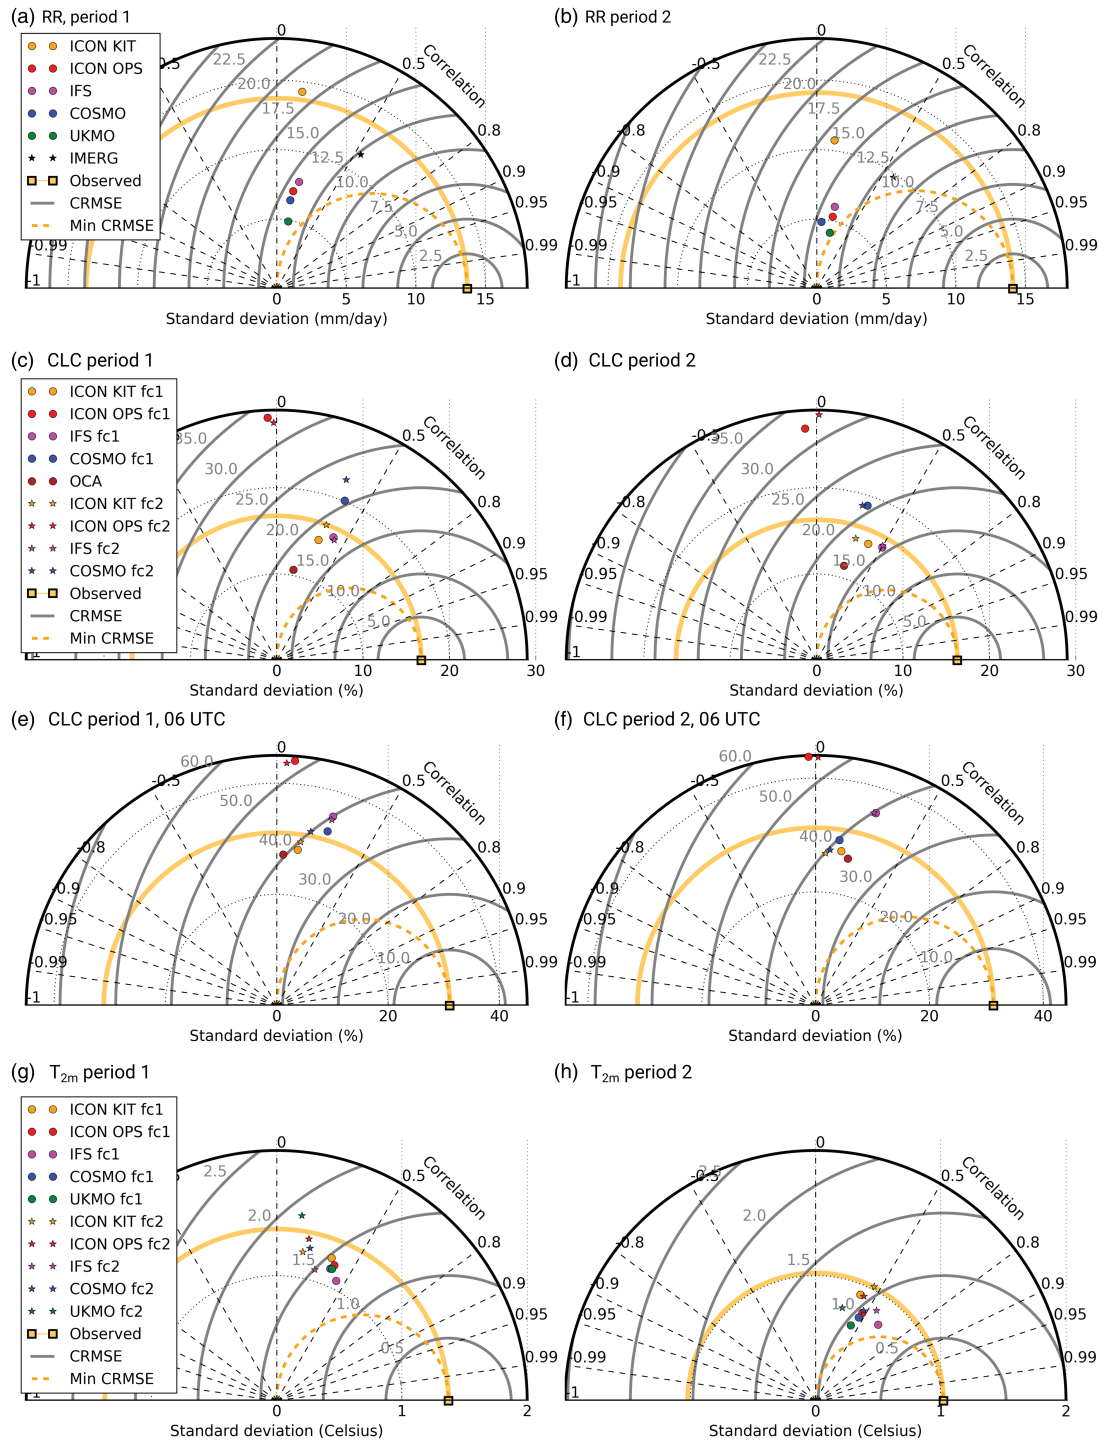 (a) RR, period 1
ICON KIT
ICON OPS
IFS
COSMO
UKMO
IMERG
Observed
CRMSE
Min CRMSE
0
Correlation
-0.5
0.8
0.9
0.95
0.99
-0.99
-1
22.5
20.0
17.5
15.0
12.5
10.0
7.5
5.0
2.5
0 5 10 15
Standard deviation (mm/day)
(b) RR period 2
0
Correlation
-0.5
-0.8
-0.9
-0.95
-0.99
-1
0.8
0.9
0.95
0.99
22.5
20.0
17.5
15.0
12.5
10.0
7.5
5.0
2.5
0 5 10 15
Standard deviation (mm/day)
(c) CLC period 1
ICON KIT fc1
ICON OPS fc1
IFS fc1
COSMO fc1
OCA
ICON KIT fc2
ICON OPS fc2
IFS fc2
COSMO fc2
Observed
CRMSE
Min CRMSE
0
0.5
Correlation
0.8
0.9
0.95
0.99
35.0
30.0
25.0
20.0
15.0
10.0
5.0
0 10 20 30
Standard deviation (%)
(d) CLC period 2
0
-0.5
0.5
Correlation
0.8
0.9
0.95
0.99
-0.8
-0.9
-0.95
-0.99
-1
35.0
30.0
25.0
20.0
15.0
10.0
5.0
0 10 20 30
Standard deviation (%)
(e) CLC period 1, 06 UTC
0
-0.5
0.5
Correlation
0.8
0.9
0.95
0.99
-0.8
-0.9
-0.95
-0.99
-1
60.0
50.0
40.0
30.0
20.0
10.0
0 20 40
Standard deviation (%)
(f) CLC period 2, 06 UTC
0
-0.5
0.5
Correlation
0.8
0.9
0.95
0.99
-0.8
-0.9
-0.95
-0.99
-1
60.0
50.0
40.0
30.0
20.0
10.0
0 20 40
Standard deviation (%)
(g) T2m period 1
ICON KIT fc1
ICON OPS fc1
IFS fc1
COSMO fc1
UKMO fc1
ICON KIT fc2
ICON OPS fc2
IFS fc2
COSMO fc2
UKMO fc2
Observed
CRMSE
Min CRMSE
0
0.5
Correlation
0.8
0.9
0.95
0.99
2.5
2.0
1.5
1.0
0.5
0 1 2
Standard deviation (Celsius)
(h) T2m period 2
0
-0.5
0.5
Correlation
0.8
0.9
0.95
0.99
-0.8
-0.9
-0.95
-0.99
-1
2.5
2.0
1.5
1.0
0.5
0 1 2
Standard deviation (Celsius)